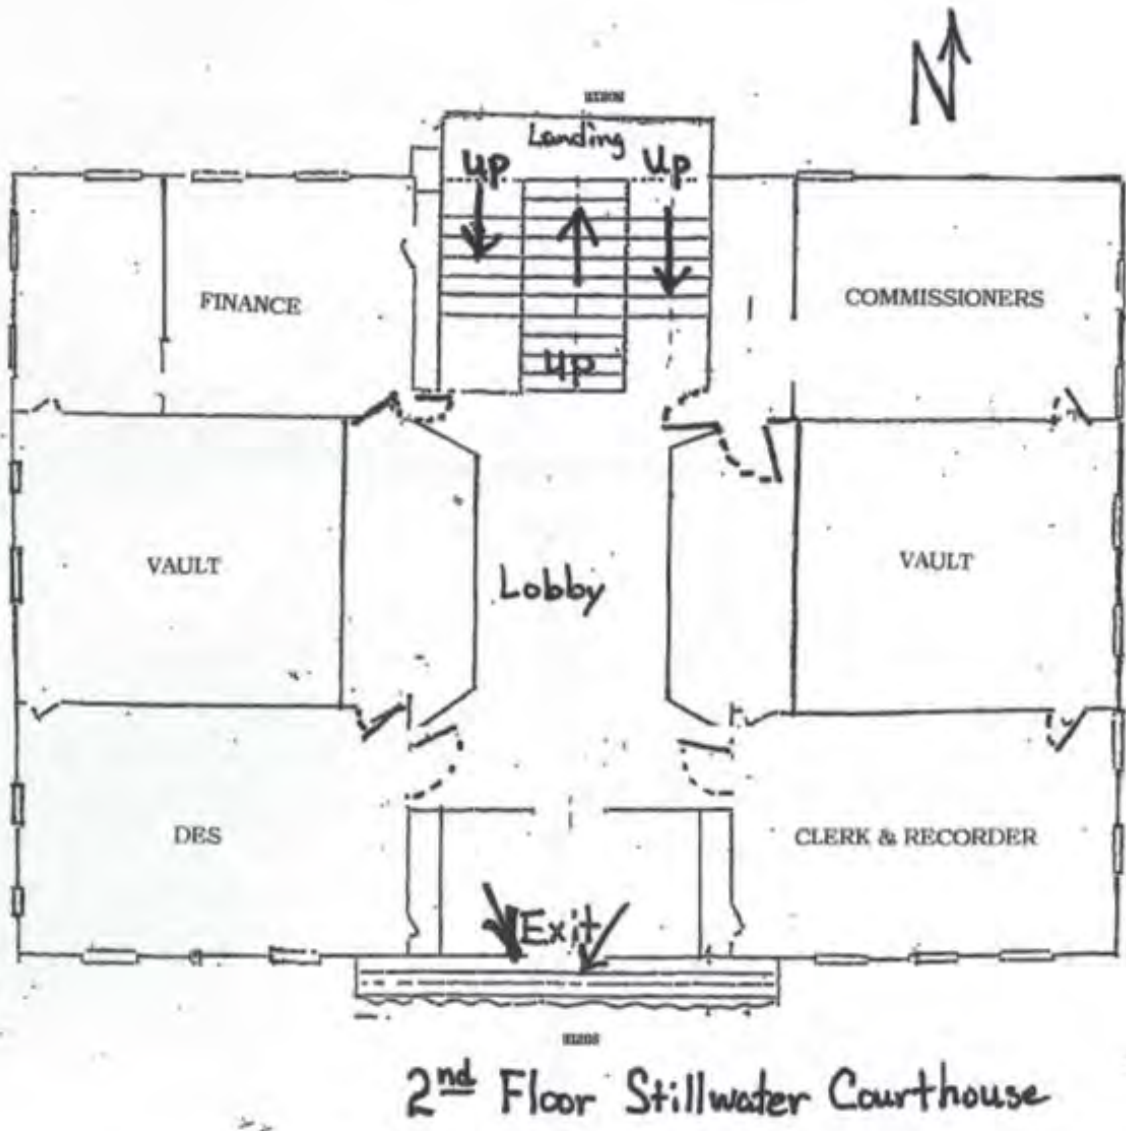 N
Landing
up
up
FINANCE
COMMISSIONERS
up
VAULT
VAULT
Lobby
DES
CLERK & RECORDER
Exit
2nd Floor Stillwater Courthouse